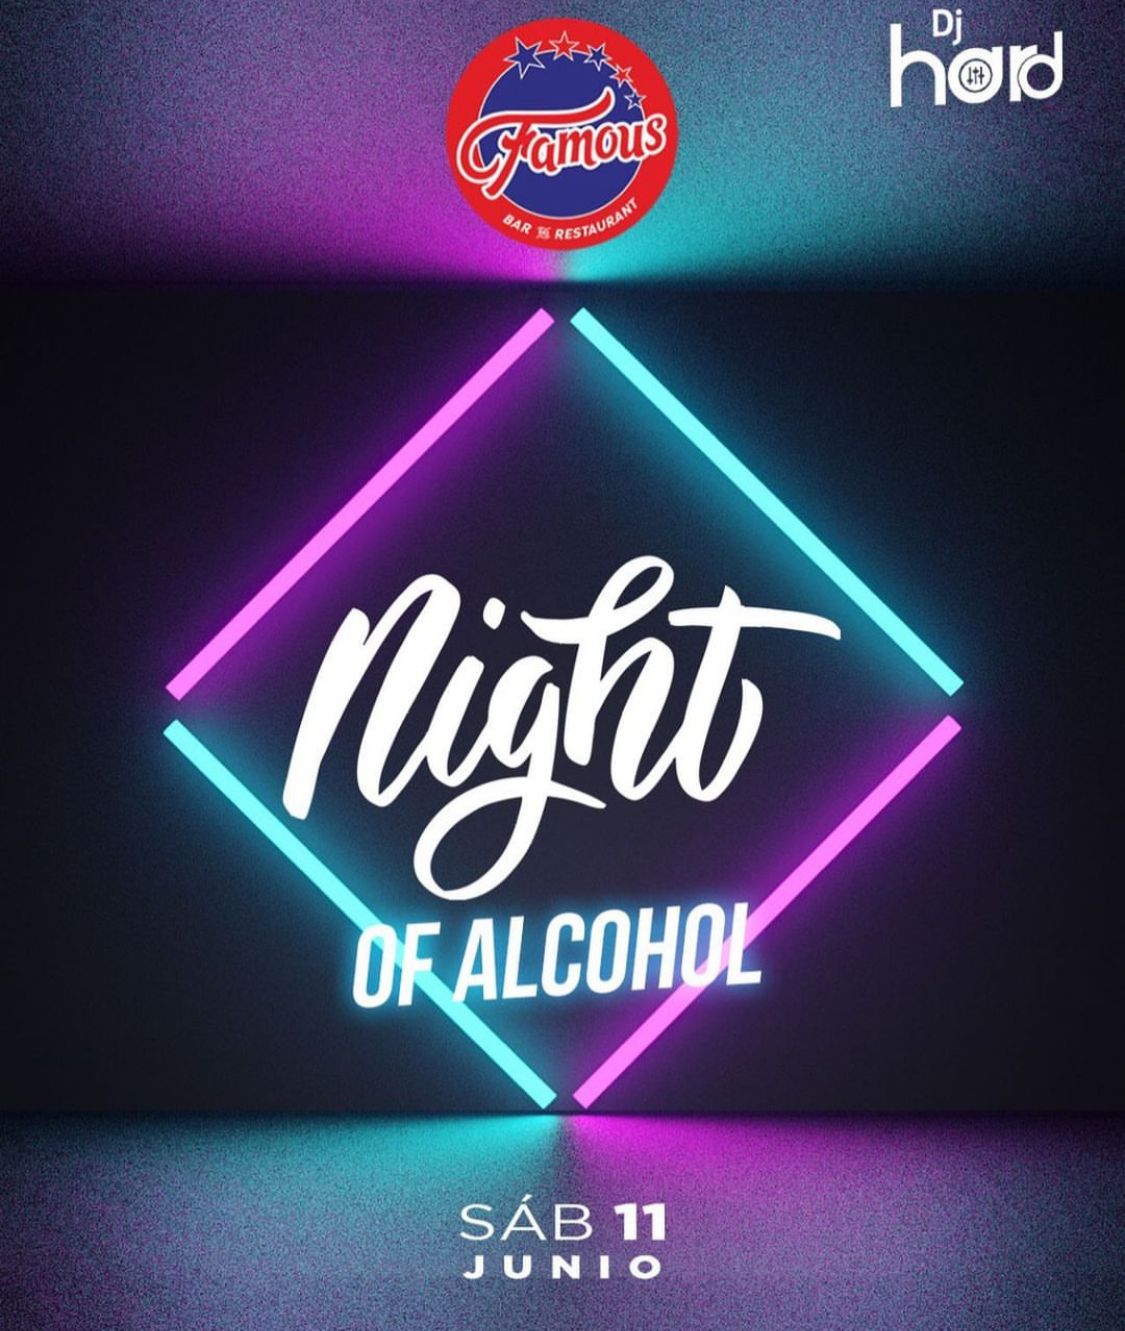 Dj
hard
Famous
BAR & RESTAURANT
Night
OF ALCOHOL
SÁB 11
JUNIO